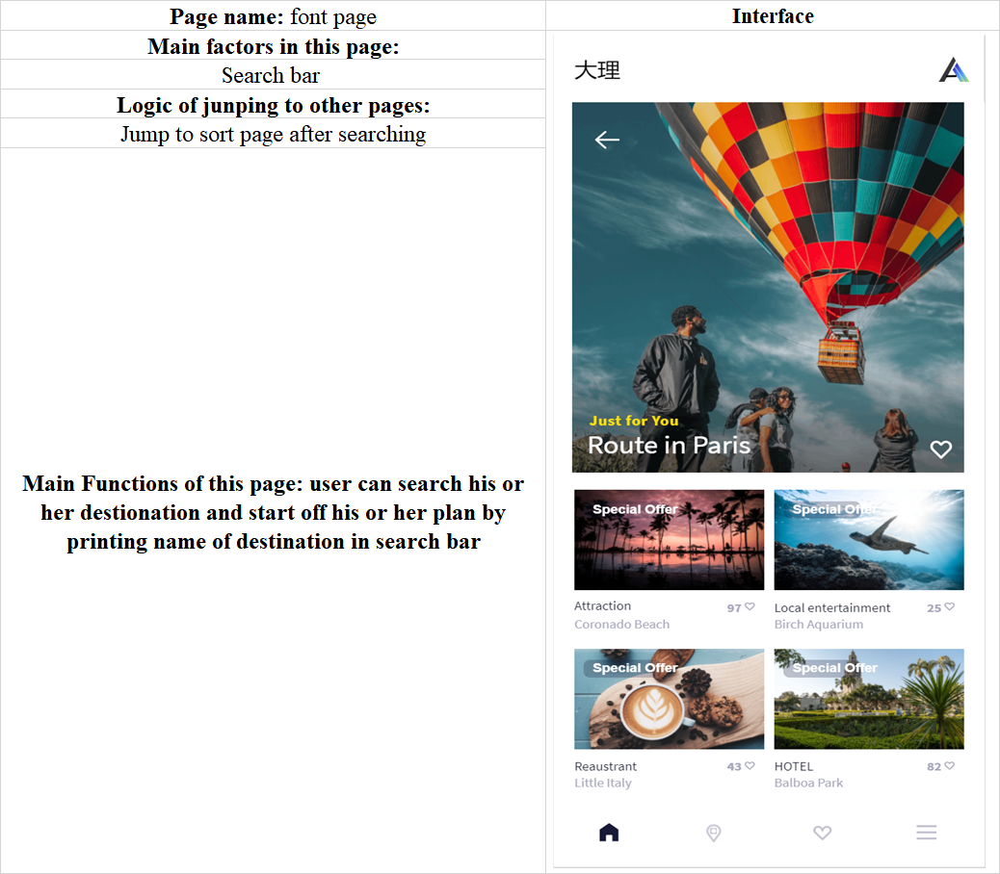 Page name: font page
Main factors in this page:
Search bar
Logic of junping to other pages:
Jump to sort page after searching
Main Functions of this page: user can search his or
her destionation and start off his or her plan by
printing name of destination in search bar
Interface
大理
Just for You
Route in Paris
Special Offer
Special Offer
Attraction
97
Local entertainment
25
Coronado Beach
Birch Aquarium
Special Offer
Special Offer
Reaustrant
43
HOTEL
82
Little Italy
Balboa Park